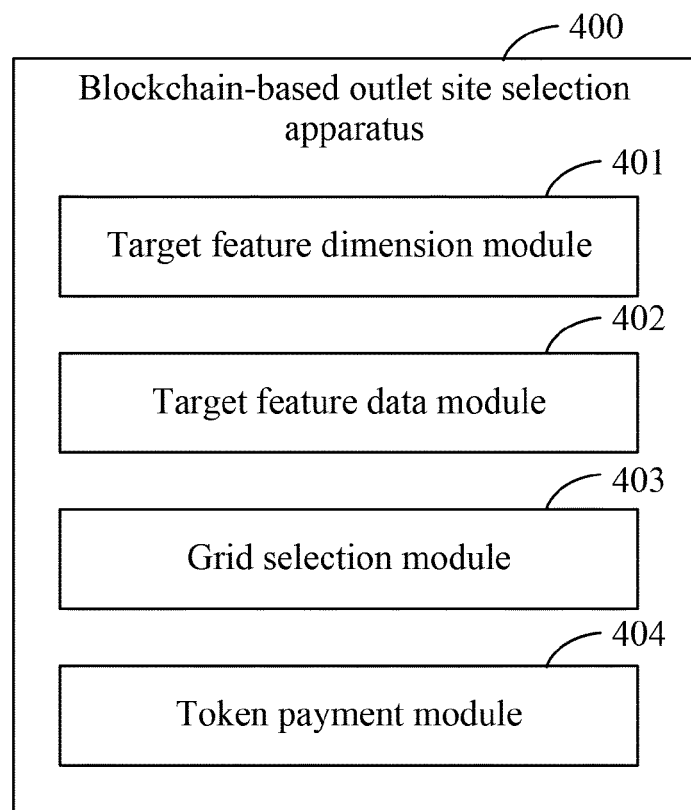 400
Blockchain-based outlet site selection
apparatus
401
Target feature dimension module
402
Target feature data module
403
Grid selection module
404
Token payment module